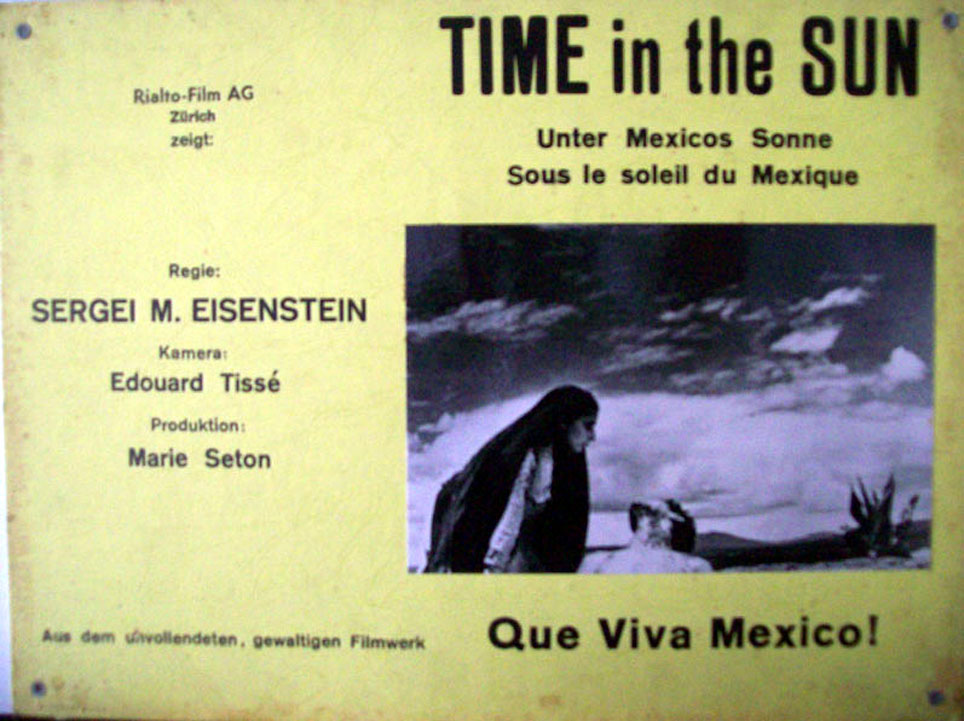 TIME in the SUN
Unter Mexicos Sonne
Sous le soleil du Mexique
Rialto-Film AG
Zürich
zeigt:
Regie:
SERGEI M. EISENSTEIN
Kamera:
Edouard Tissé
Produktion:
Marie Seton
Aus dem unvollendeten, gewaltigen Filmwerk
Que Viva Mexico!